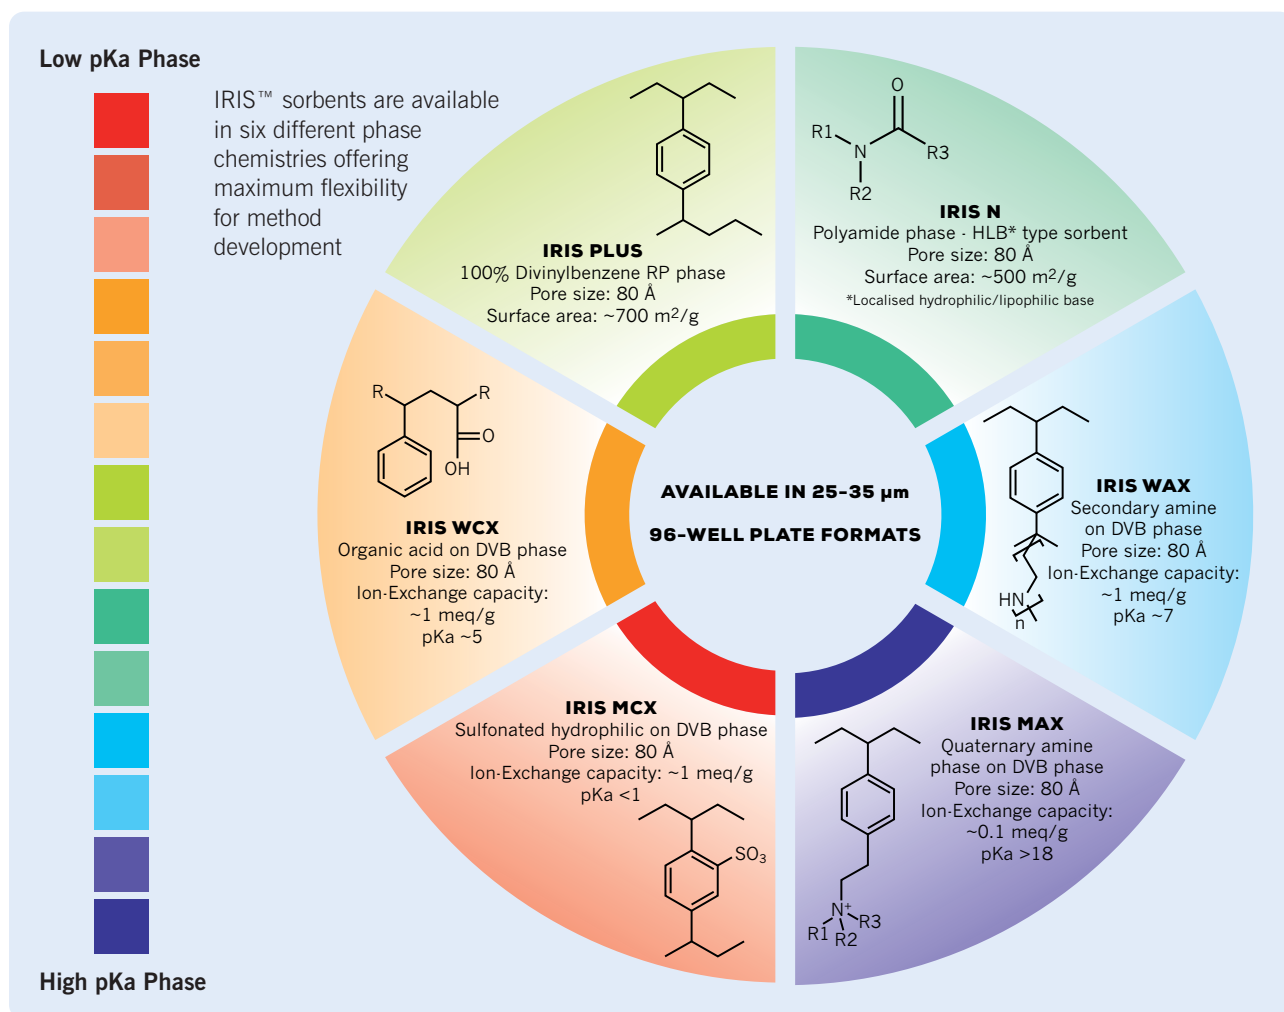 Low pKa Phase
IRIS™ sorbents are available
in six different phase
chemistries offering
maximum flexibility
for method
development
High pKa Phase
IRIS PLUS
100% Divinylbenzene RP phase
Pore size: 80 Å
Surface area: ~700 m²/g
O
R1
N
R3
R2
IRIS N
Polyamide phase - HLB* type sorbent
Pore size: 80 Å
Surface area: ~500 m²/g
*Localised hydrophilic/lipophilic base
R
R
O
OH
IRIS WCX
Organic acid on DVB phase
Pore size: 80 Å
Ion-Exchange capacity:
~1 meq/g
pKa ~5
AVAILABLE IN 25-35 µm
96-WELL PLATE FORMATS
IRIS WAX
Secondary amine
on DVB phase
Pore size: 80 Å
Ion-Exchange capacity:
~1 meq/g
pKa ~7
HN
n
IRIS MCX
Sulfonated hydrophilic on DVB phase
Pore size: 80 Å
Ion-Exchange capacity: ~1 meq/g
pKa <1
SO₃
IRIS MAX
Quaternary amine
phase on DVB phase
Pore size: 80 Å
Ion-Exchange capacity:
~0.1 meq/g
pKa >18
N⁺
R1
R2
R3